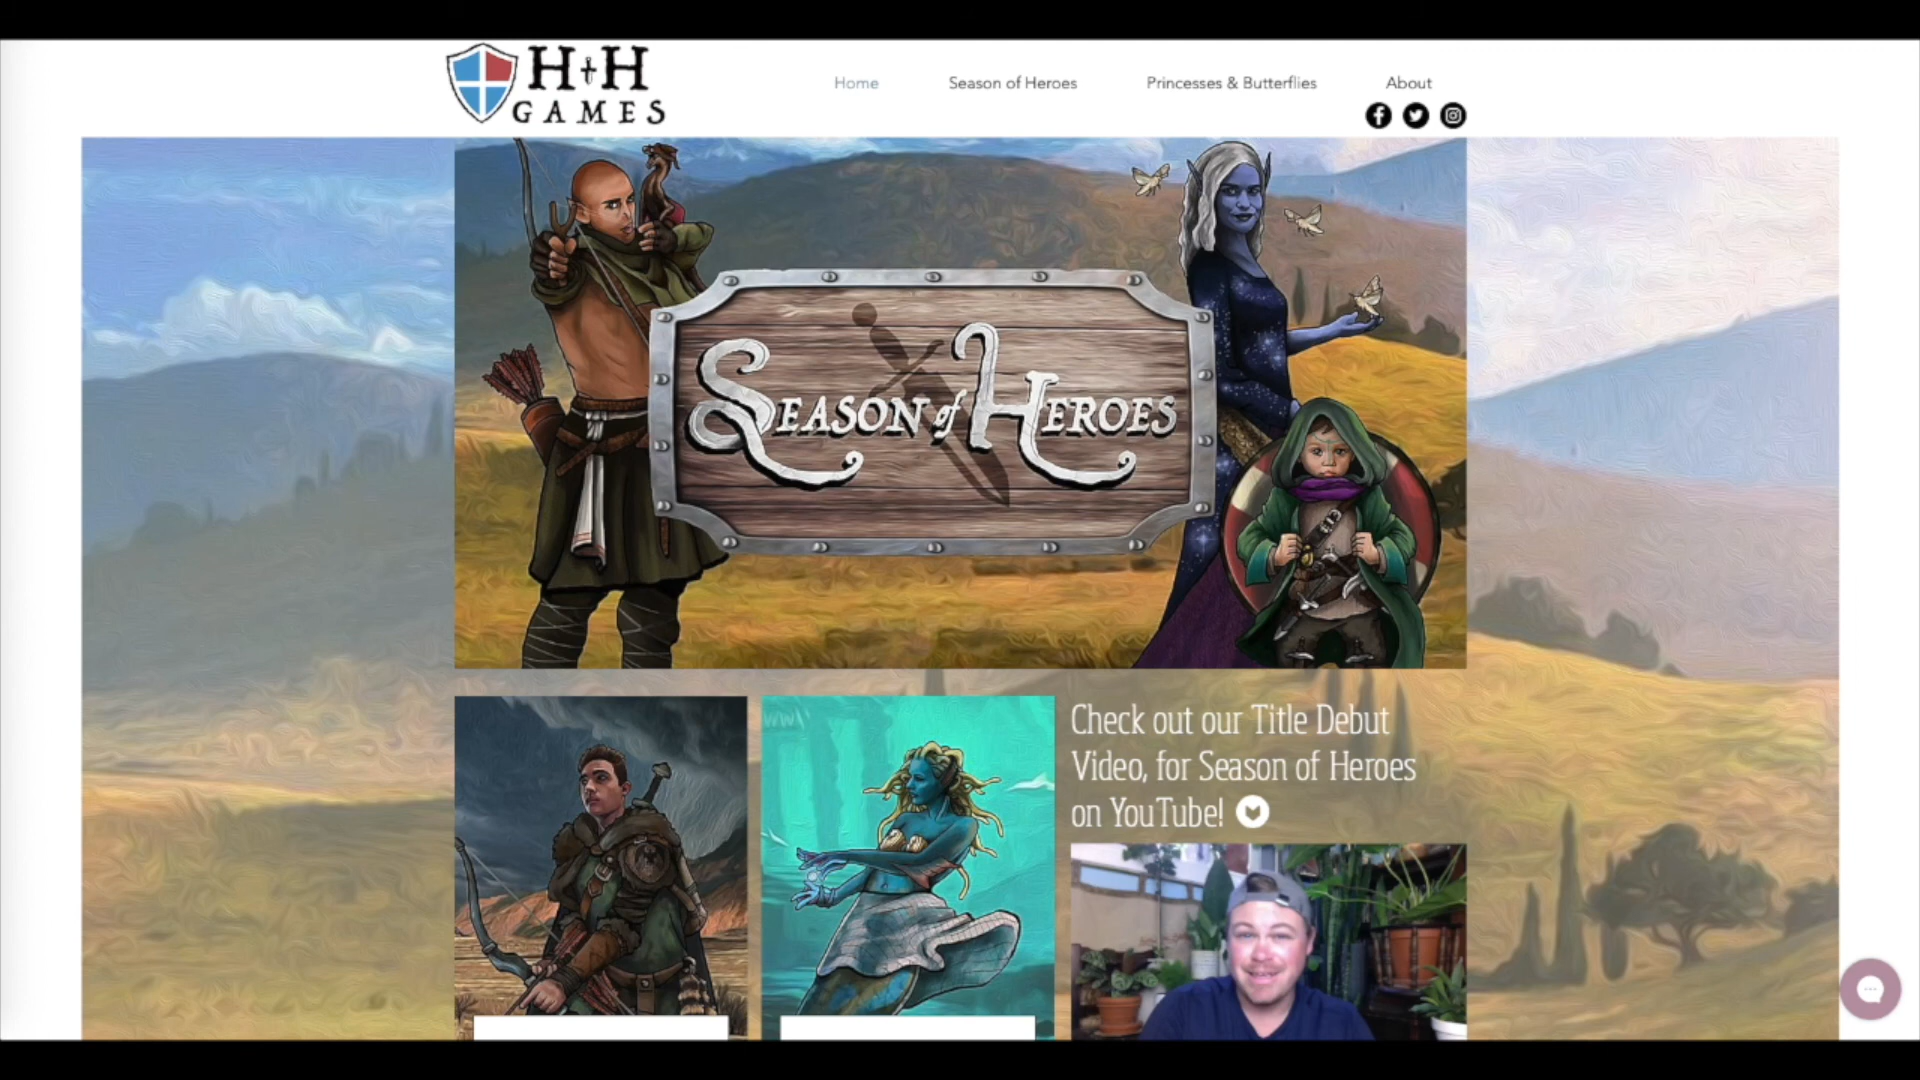 H+H
GAMES
Home
Season of Heroes
Princesses & Butterflies
About
SEASON of HEROES
Check out our Title Debut
Video, for Season of Heroes
on YouTube!